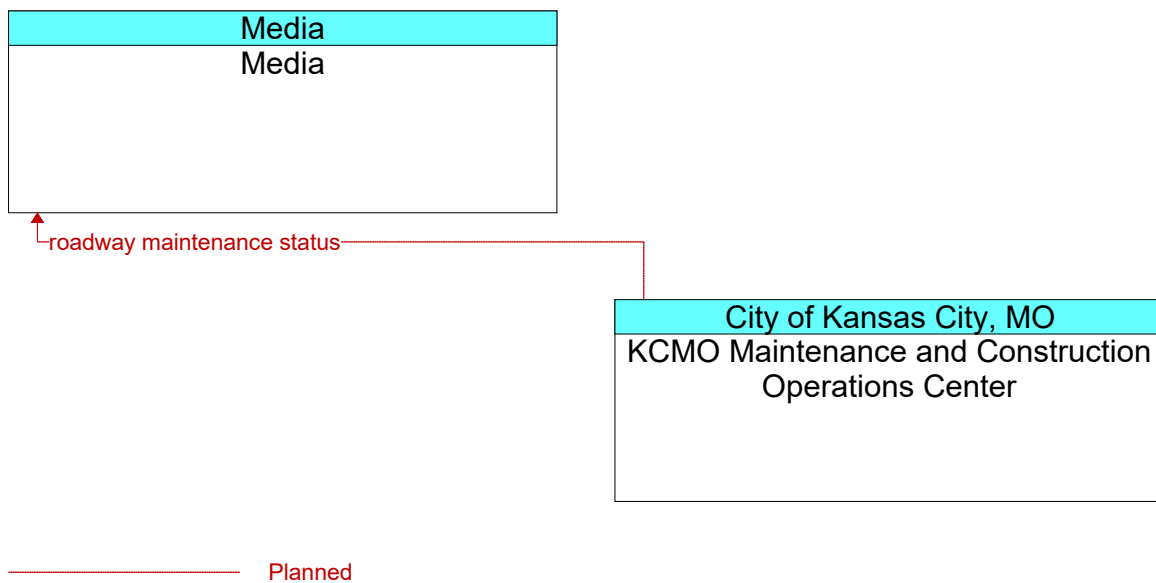 Media
Media
roadway maintenance status
City of Kansas City, MO
KCMO Maintenance and Construction
Operations Center
Planned